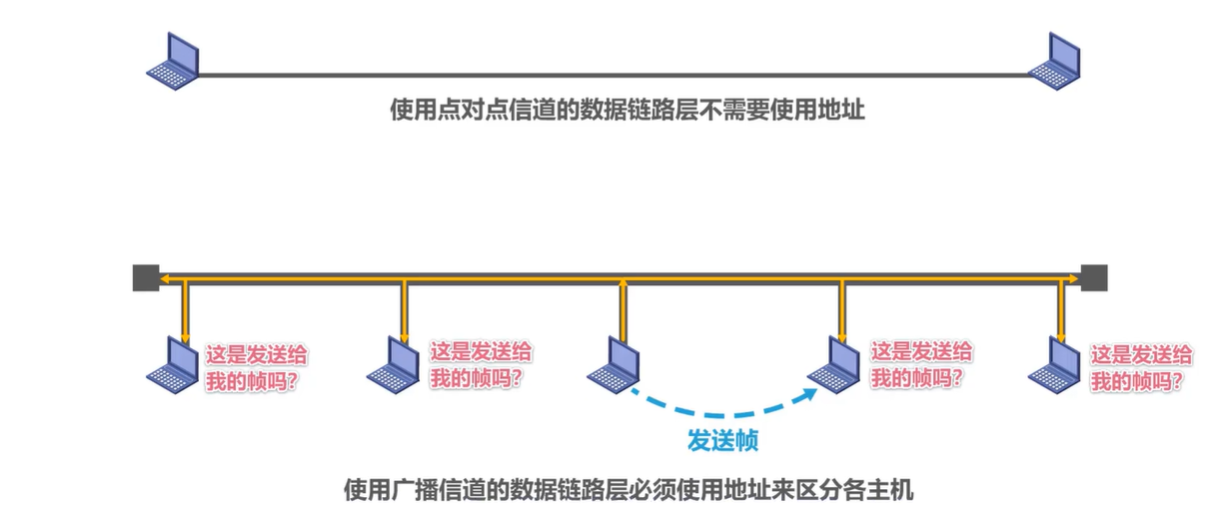 使用点对点信道的数据链路层不需要使用地址
这是发送给
我的帧吗?
这是发送给
我的帧吗?
这是发送给
我的帧吗?
这是发送给
我的帧吗?
发送帧
使用广播信道的数据链路层必须使用地址来区分各主机